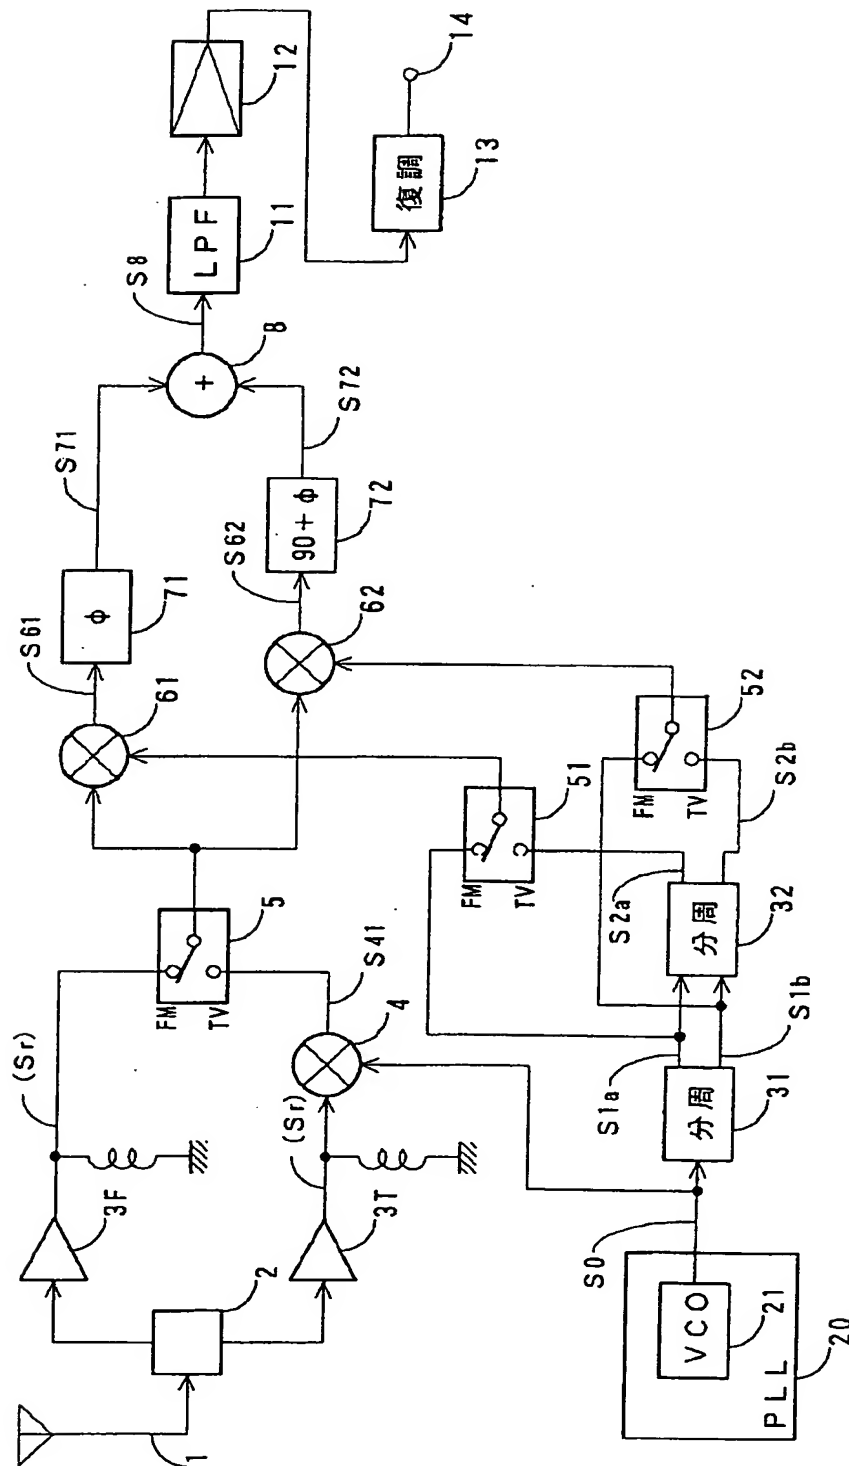 1
2
3F
(Sr)
3T
(Sr)
4
S41
FM
TV
5
S61
61
φ
71
S71
S62
62
90+φ
72
S72
+
8
S8
LPF
11
12
復調
13
14
PLL
VCO
21
20
S0
分周
31
S1a
S1b
分周
32
S2a
S2b
FM
TV
51
FM
TV
52